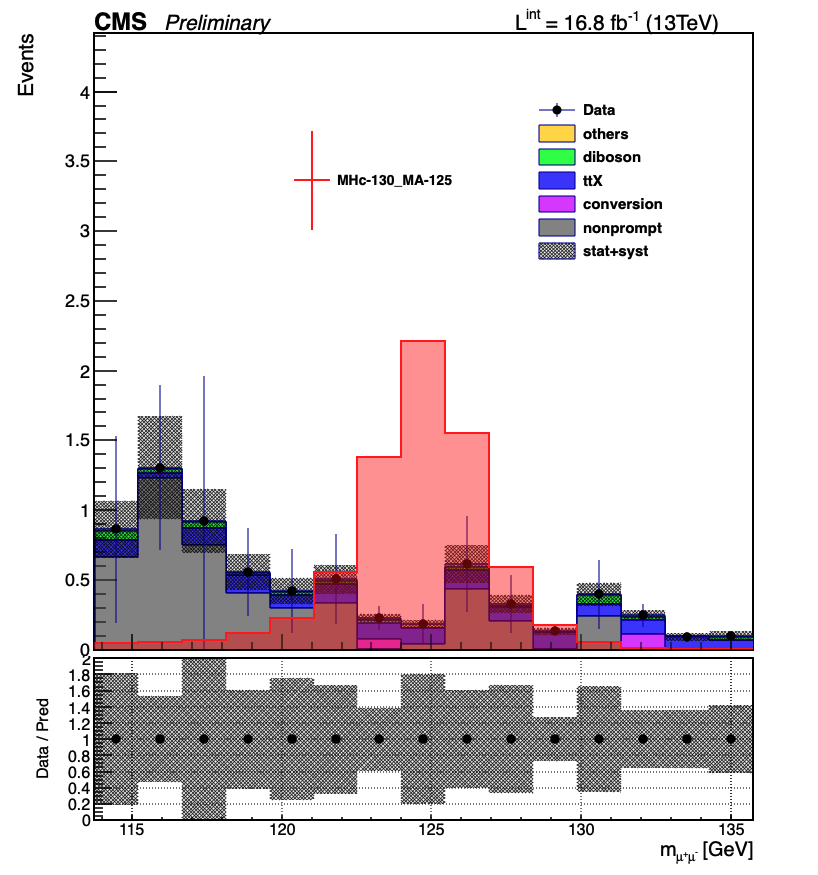 CMS Preliminary
L^int = 16.8 fb^-1 (13TeV)
Events
4
3.5
3
2.5
2
1.5
1
0.5
0
Data
others
diboson
ttX
conversion
nonprompt
stat+syst
MHc-130_MA-125
Data / Pred
2
1.8
1.6
1.4
1.2
1
0.8
0.6
0.4
0.2
0
115
120
125
130
135
m_μ⁺μ⁻ [GeV]